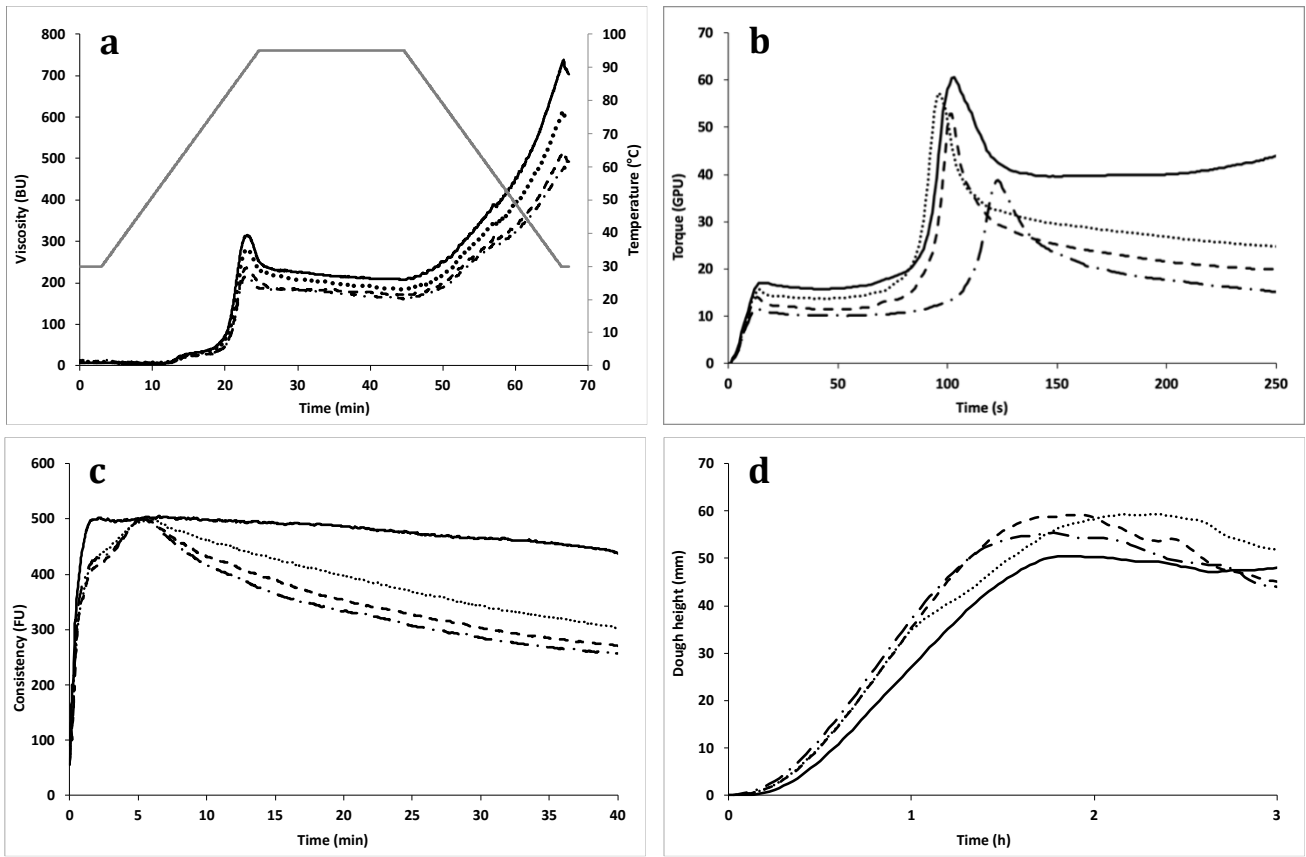 a
800
700
600
500
400
300
200
100
0
Viscosity (BU)
0 10 20 30 40 50 60 70
Time (min)
100
90
80
70
60
50
40
30
20
10
0
Temperature (°C)
b
70
60
50
40
30
20
10
0
Torque (GPU)
0 50 100 150 200 250
Time (s)
c
600
500
400
300
200
100
0
Consistency (FU)
0 5 10 15 20 25 30 35 40
Time (min)
d
70
60
50
40
30
20
10
0
Dough height (mm)
0 1 2 3
Time (h)